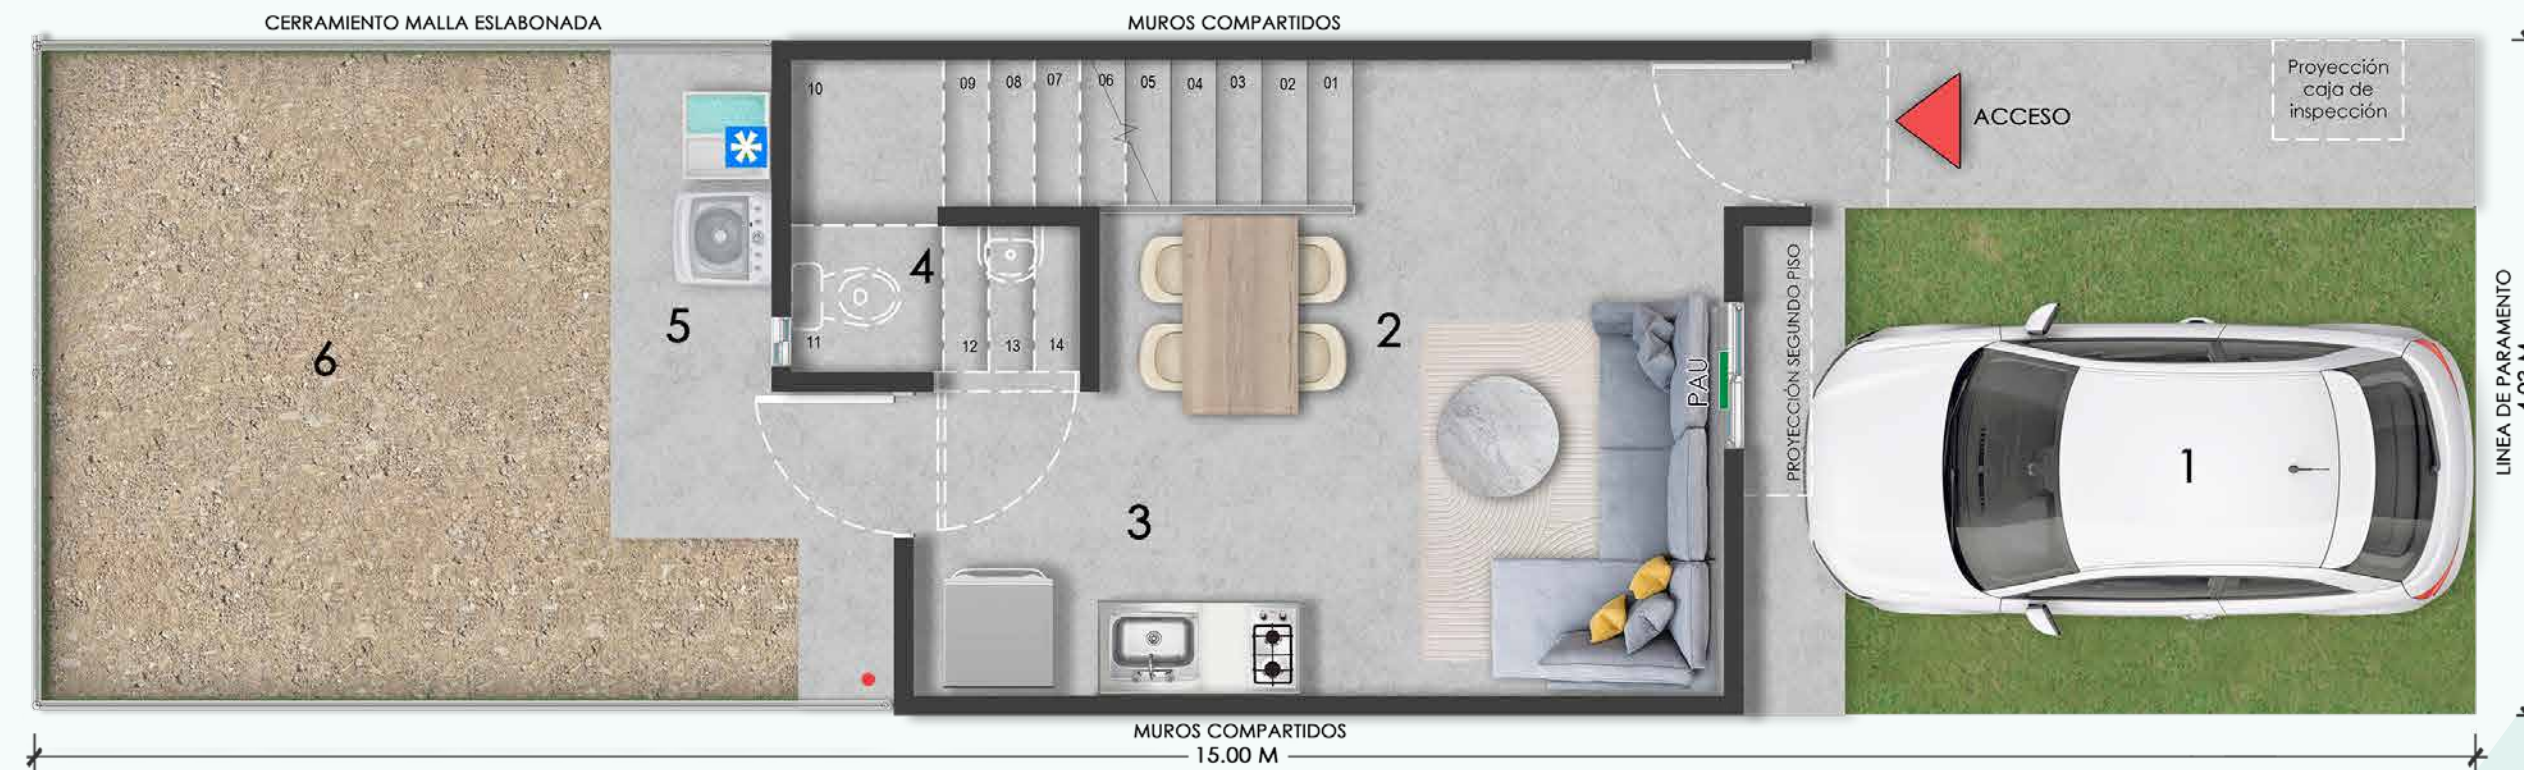 CERRAMIENTO MALLA ESLABONADA
MUROS COMPARTIDOS
10
09
08
07
06
05
04
03
02
01
ACCESO
Proyección
caja de
inspección
4
5
6
11
12
13
14
2
3
PAU
PROYECCIÓN SEGUNDO PISO
1
LINEA DE PARAMENTO
MUROS COMPARTIDOS
15.00 M